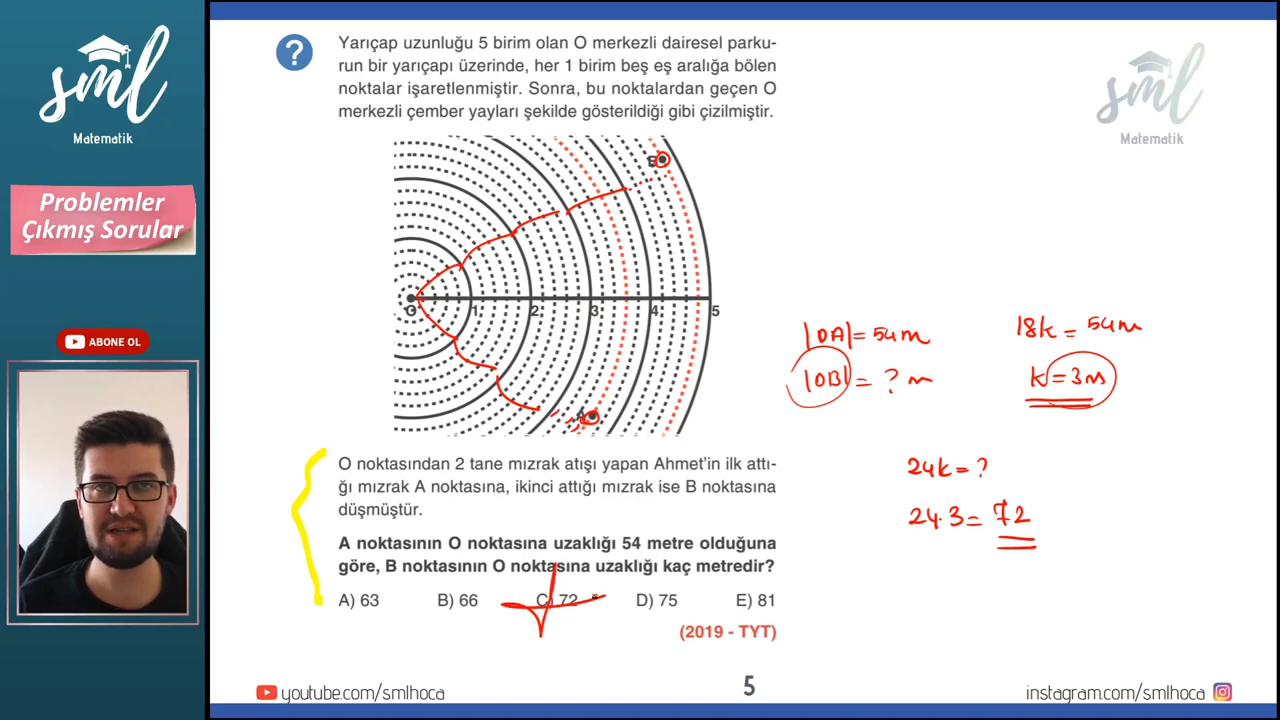 sml
Matematik
Problemler
Çıkmış Sorular
ABONE OL
?
Yarıçap uzunluğu 5 birim olan O merkezli dairesel parku-
run bir yarıçapı üzerinde, her 1 birim beş eş aralığa bölen
noktalar işaretlenmiştir. Sonra, bu noktalardan geçen O
merkezli çember yayları şekilde gösterildiği gibi çizilmiştir.
B
O 1 2 3 4 5
A
O noktasından 2 tane mızrak atışı yapan Ahmet'in ilk attı-
ğı mızrak A noktasına, ikinci attığı mızrak ise B noktasına
düşmüştür.
A noktasının O noktasına uzaklığı 54 metre olduğuna
göre, B noktasının O noktasına uzaklığı kaç metredir?
A) 63 B) 66 C) 72 D) 75 E) 81
(2019 - TYT)
sml
Matematik
|OA| = 54m
|OB| = ? m
18k = 54m
k = 3m
24k = ?
24.3 = 72
youtube.com/smlhoca
5
instagram.com/smlhoca